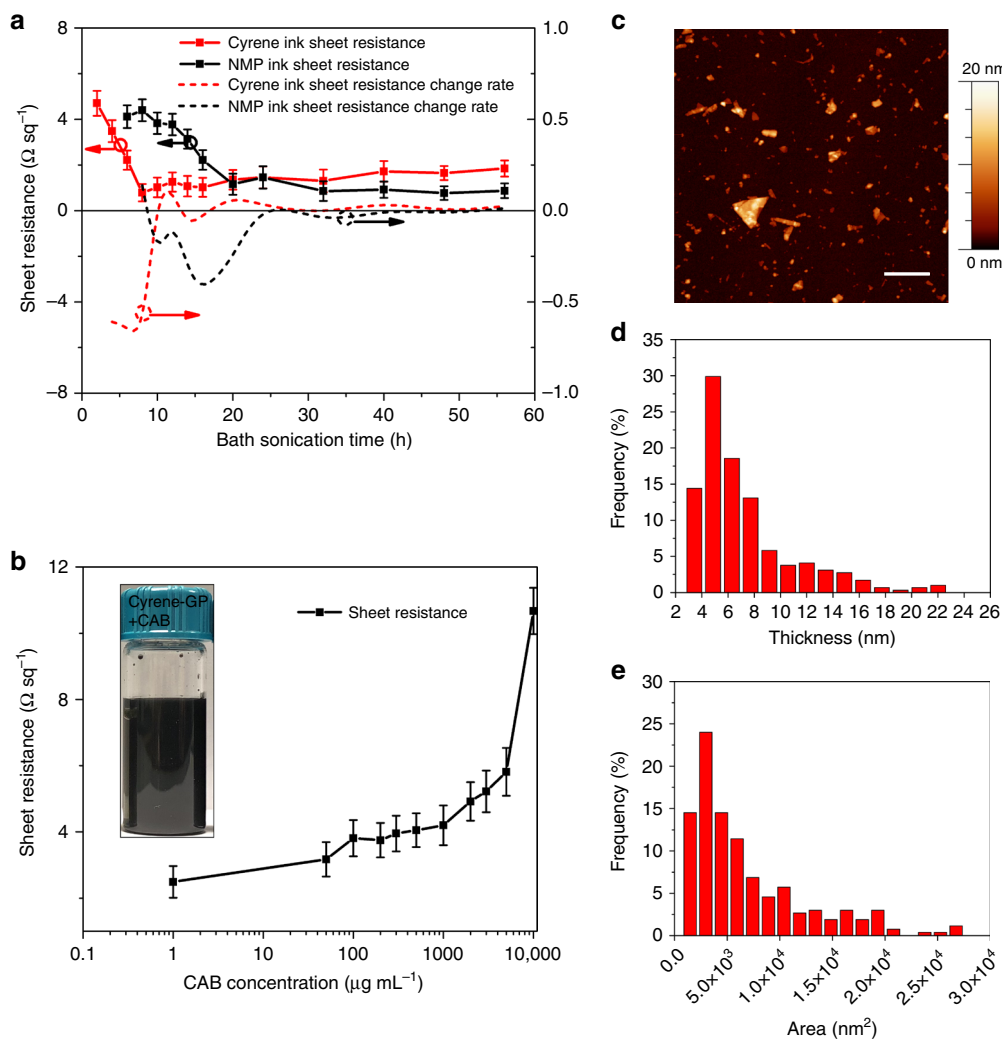 a
8
4
0
−4
−8
Sheet resistance (Ω sq⁻¹)
Cyrene ink sheet resistance
NMP ink sheet resistance
Cyrene ink sheet resistance change rate
NMP ink sheet resistance change rate
1.0
0.5
0.0
−0.5
−1.0
0 10 20 30 40 50 60
Bath sonication time (h)
b
12
8
4
Sheet resistance (Ω sq⁻¹)
Cyrene-GP
+CAB
Sheet resistance
0.1 1 10 100 1000 10,000
CAB concentration (μg mL⁻¹)
c
20 nm
0 nm
d
35
30
25
20
15
10
5
0
Frequency (%)
2 4 6 8 10 12 14 16 18 20 22 24 26
Thickness (nm)
e
30
25
20
15
10
5
0
Frequency (%)
0.0 5.0×10³ 1.0×10⁴ 1.5×10⁴ 2.0×10⁴ 2.5×10⁴ 3.0×10⁴
Area (nm²)